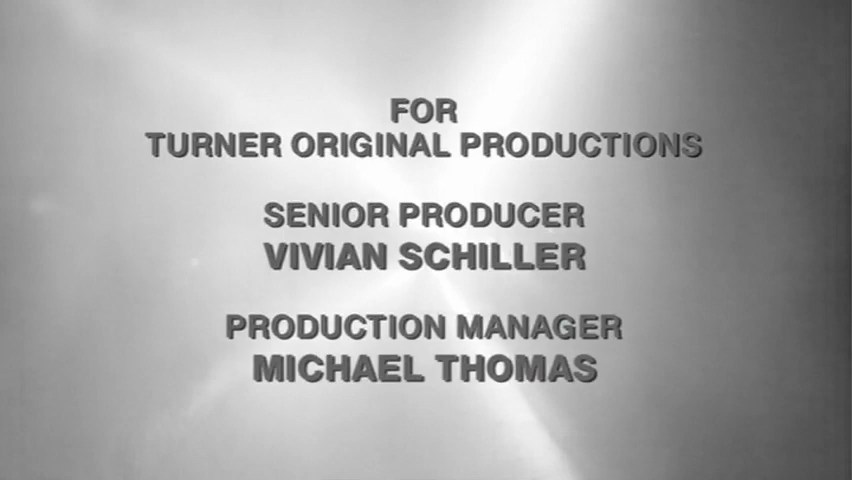 FOR
TURNER ORIGINAL PRODUCTIONS
SENIOR PRODUCER
VIVIAN SCHILLER
PRODUCTION MANAGER
MICHAEL THOMAS